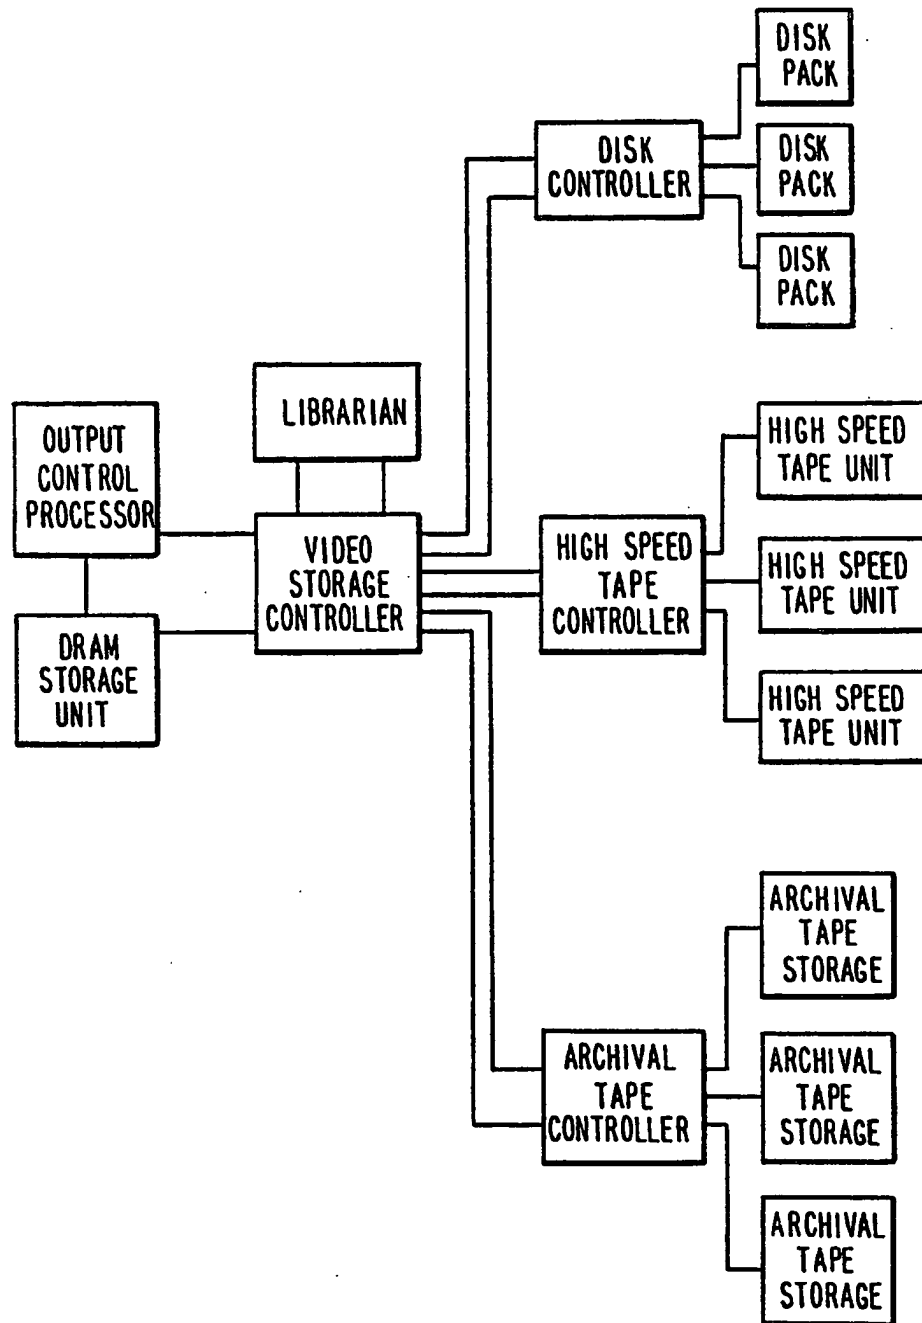 DISK
PACK
DISK
CONTROLLER
DISK
PACK
DISK
PACK
LIBRARIAN
OUTPUT
CONTROL
PROCESSOR
VIDEO
STORAGE
CONTROLLER
DRAM
STORAGE
UNIT
HIGH SPEED
TAPE
CONTROLLER
HIGH SPEED
TAPE UNIT
HIGH SPEED
TAPE UNIT
HIGH SPEED
TAPE UNIT
ARCHIVAL
TAPE
CONTROLLER
ARCHIVAL
TAPE
STORAGE
ARCHIVAL
TAPE
STORAGE
ARCHIVAL
TAPE
STORAGE